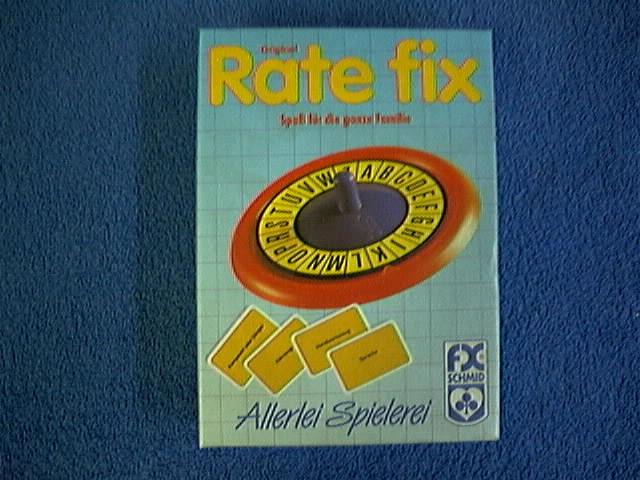 Original
Rate fix
Spaß für die ganze Familie
A B C D E F G H I K L M N O P R S T U V W
FX
SCHMID
Allerlei Spielerei